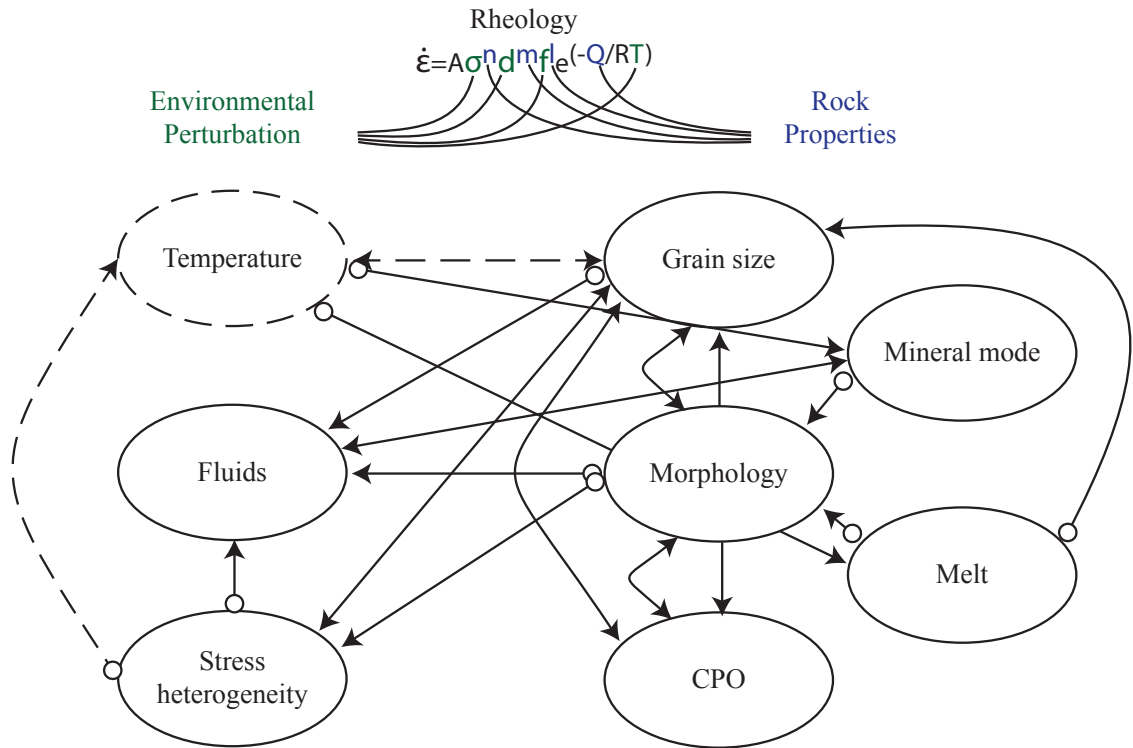 Rheology
ε̇=Aσⁿdᵐfˡe⁽⁻Q/RT⁾
Environmental
Perturbation
Rock
Properties
Temperature
Grain size
Mineral mode
Fluids
Morphology
Melt
Stress
heterogeneity
CPO